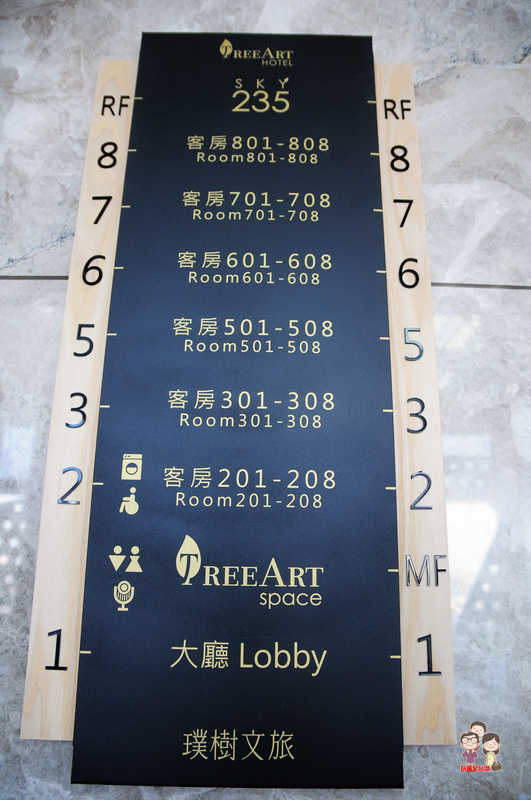 TREEART
HOTEL
SKY
235
RF RF
客房801-808
Room801-808
8 8
客房701-708
Room701-708
7 7
客房601-608
Room601-608
6 6
客房501-508
Room501-508
5 5
客房301-308
Room301-308
3 3
客房201-208
Room201-208
2 2
TREEART
space
MF
大廳 Lobby
1 1
璞樹文旅